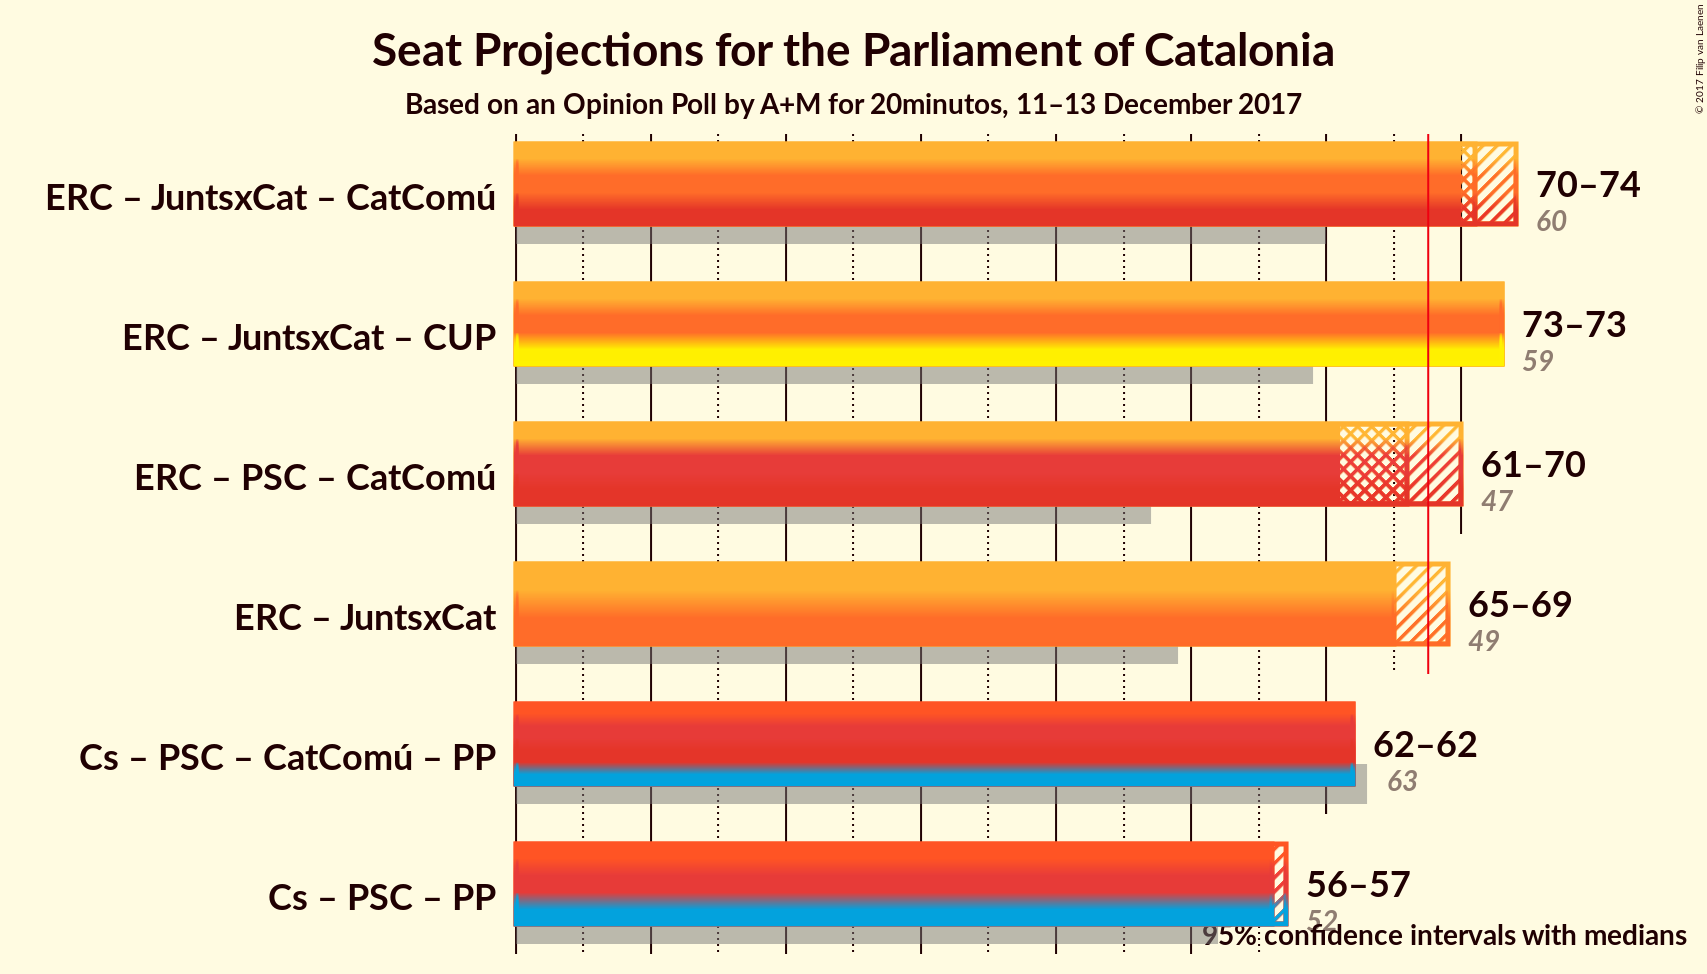 Seat Projections for the Parliament of Catalonia
Based on an Opinion Poll by A+M for 20minutos, 11–13 December 2017
© 2017 Filip van Laenen
ERC – JuntsxCat – CatComú
70–74
60
ERC – JuntsxCat – CUP
73–73
59
ERC – PSC – CatComú
61–70
47
ERC – JuntsxCat
65–69
49
Cs – PSC – CatComú – PP
62–62
63
Cs – PSC – PP
56–57
52
95% confidence intervals with medians